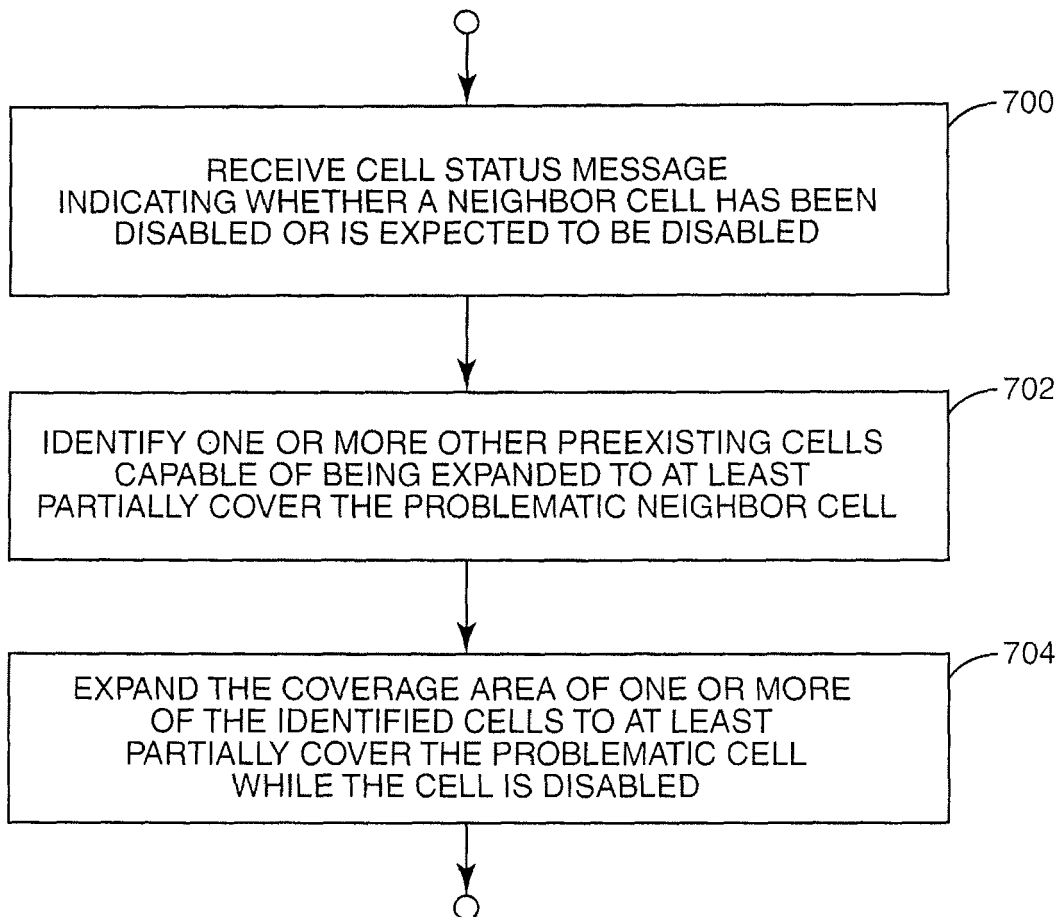 700
RECEIVE CELL STATUS MESSAGE
INDICATING WHETHER A NEIGHBOR CELL HAS BEEN
DISABLED OR IS EXPECTED TO BE DISABLED
702
IDENTIFY ONE OR MORE OTHER PREEXISTING CELLS
CAPABLE OF BEING EXPANDED TO AT LEAST
PARTIALLY COVER THE PROBLEMATIC NEIGHBOR CELL
704
EXPAND THE COVERAGE AREA OF ONE OR MORE
OF THE IDENTIFIED CELLS TO AT LEAST
PARTIALLY COVER THE PROBLEMATIC CELL
WHILE THE CELL IS DISABLED